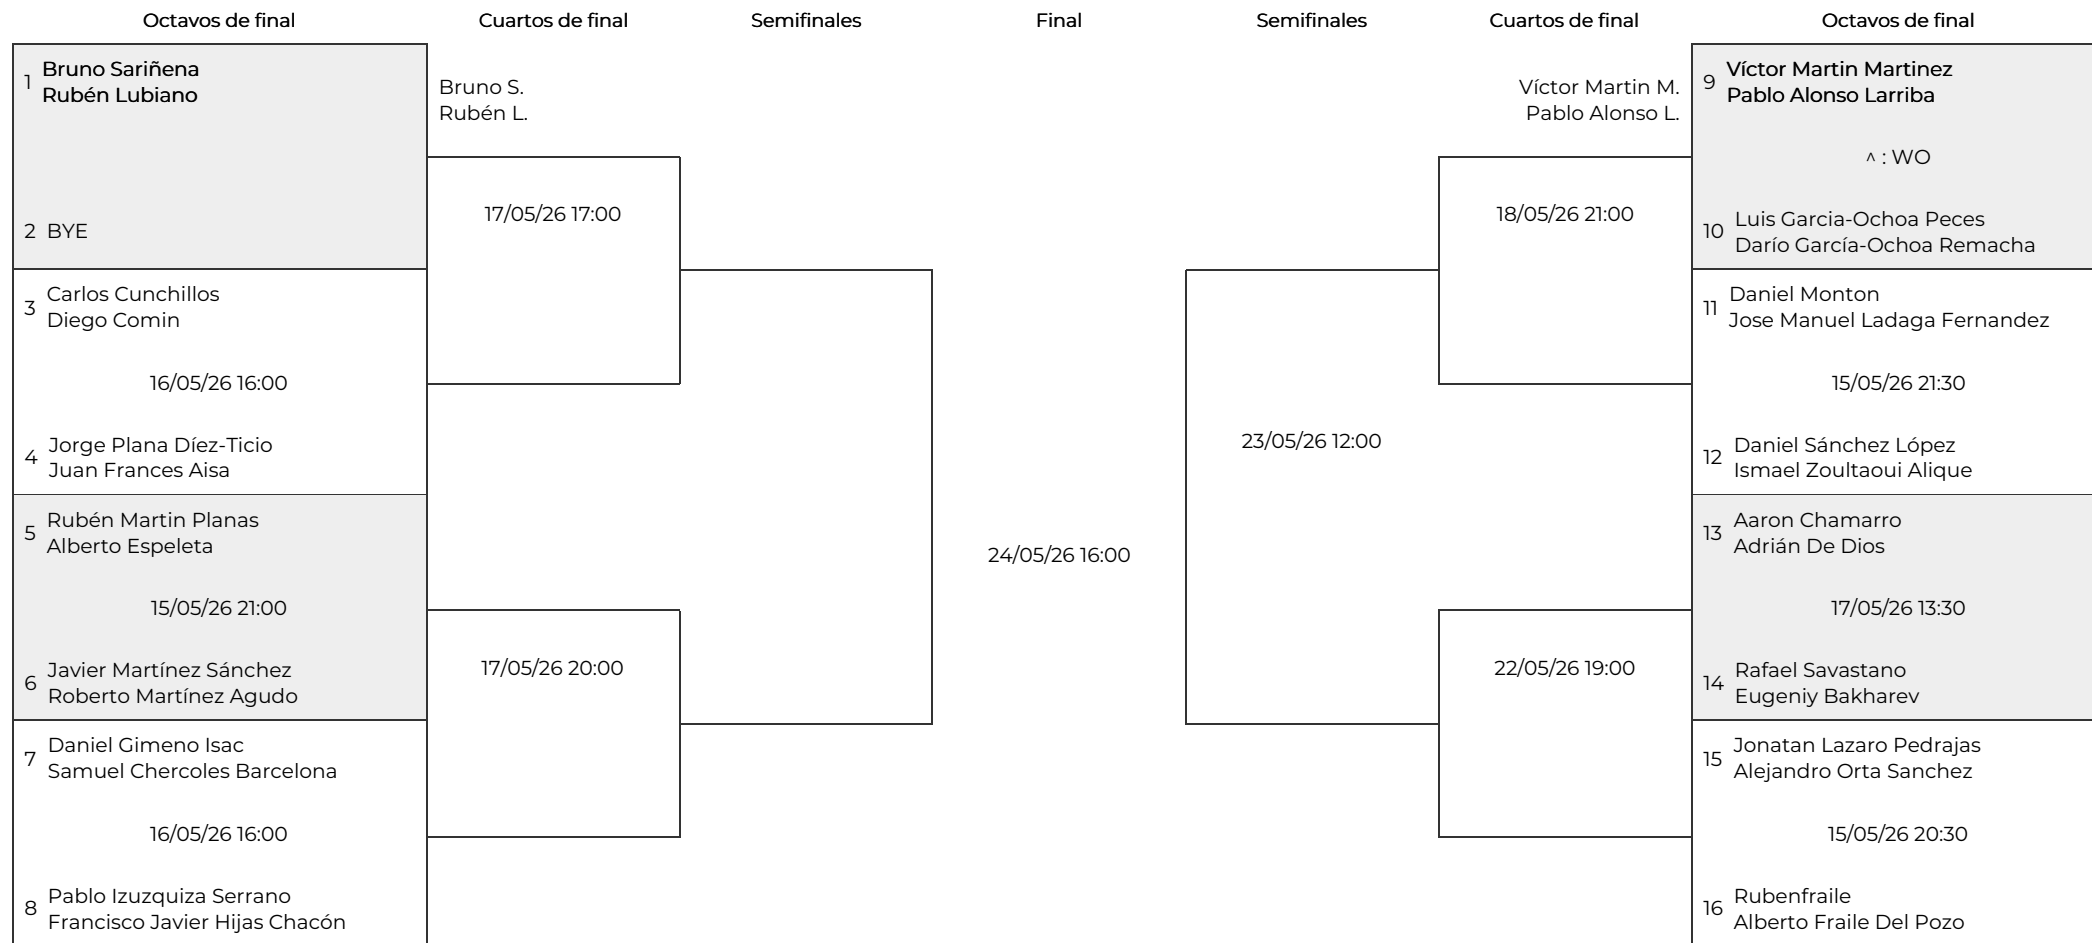 Octavos de final
Cuartos de final
Semifinales
Final
Semifinales
Cuartos de final
Octavos de final
1
Bruno Sariñena
Rubén Lubiano
2 BYE
3
Carlos Cunchillos
Diego Comin
16/05/26 16:00
4
Jorge Plana Díez-Ticio
Juan Frances Aisa
5
Rubén Martin Planas
Alberto Espeleta
15/05/26 21:00
6
Javier Martínez Sánchez
Roberto Martínez Agudo
7
Daniel Gimeno Isac
Samuel Chercoles Barcelona
16/05/26 16:00
8
Pablo Izuzquiza Serrano
Francisco Javier Hijas Chacón
Bruno S.
Rubén L.
17/05/26 17:00
17/05/26 20:00
24/05/26 16:00
23/05/26 12:00
Víctor Martin M.
Pablo Alonso L.
18/05/26 21:00
22/05/26 19:00
9
Víctor Martin Martinez
Pablo Alonso Larriba
^ : WO
10
Luis Garcia-Ochoa Peces
Darío García-Ochoa Remacha
11
Daniel Monton
Jose Manuel Ladaga Fernandez
15/05/26 21:30
12
Daniel Sánchez López
Ismael Zoultaoui Alique
13
Aaron Chamarro
Adrián De Dios
17/05/26 13:30
14
Rafael Savastano
Eugeniy Bakharev
15
Jonatan Lazaro Pedrajas
Alejandro Orta Sanchez
15/05/26 20:30
16
Rubenfraile
Alberto Fraile Del Pozo